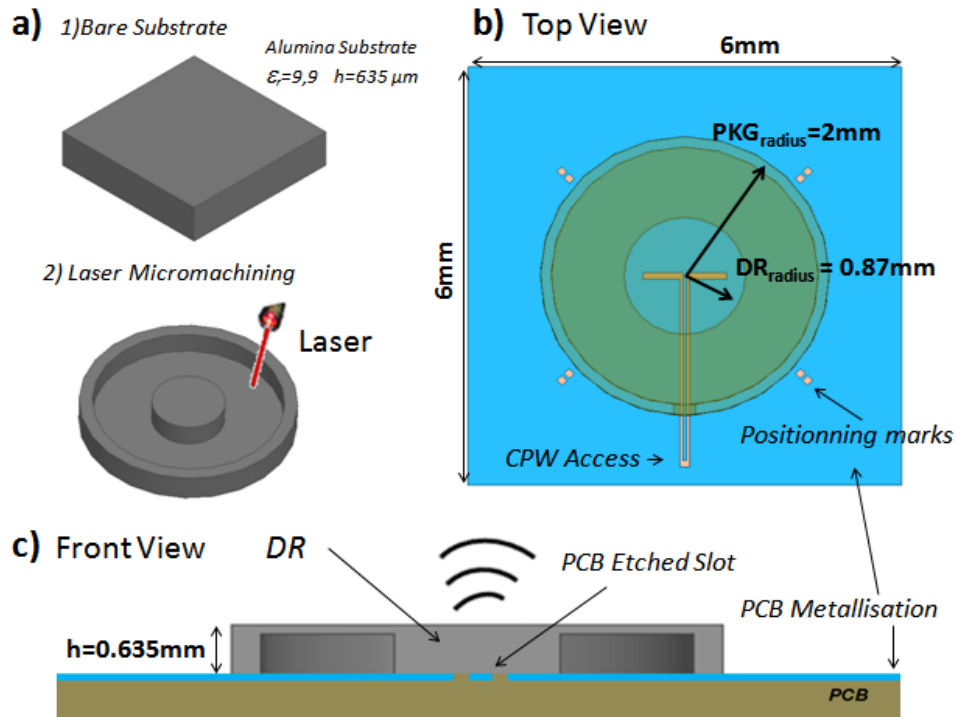 a) 1)Bare Substrate
Alumina Substrate
Ɛr=9,9 h=635 µm
2) Laser Micromachining
Laser
b) Top View
6mm
6mm
PKGradius=2mm
DRradius = 0.87mm
Positionning marks
CPW Access
c) Front View
DR
PCB Etched Slot
PCB Metallisation
h=0.635mm
PCB